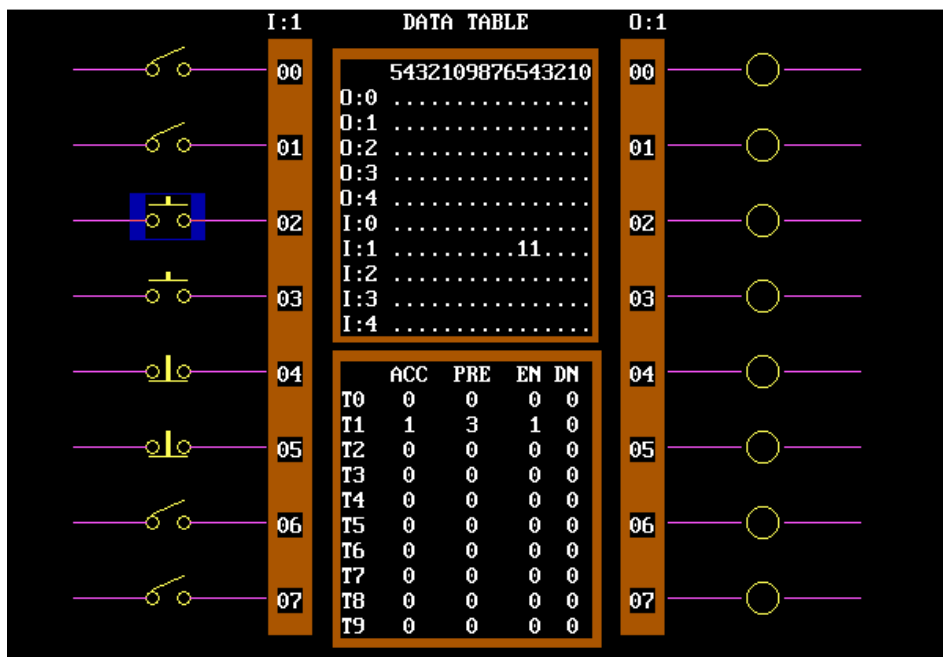 I:1
DATA TABLE
O:1
00
01
02
03
04
05
06
07
5432109876543210
O:0 ................
O:1 ................
O:2 ................
O:3 ................
O:4 ................
I:0 ................
I:1 ..........11....
I:2 ................
I:3 ................
I:4 ................
ACC PRE EN DN
T0 0 0 0 0
T1 1 3 1 0
T2 0 0 0 0
T3 0 0 0 0
T4 0 0 0 0
T5 0 0 0 0
T6 0 0 0 0
T7 0 0 0 0
T8 0 0 0 0
T9 0 0 0 0
00
01
02
03
04
05
06
07